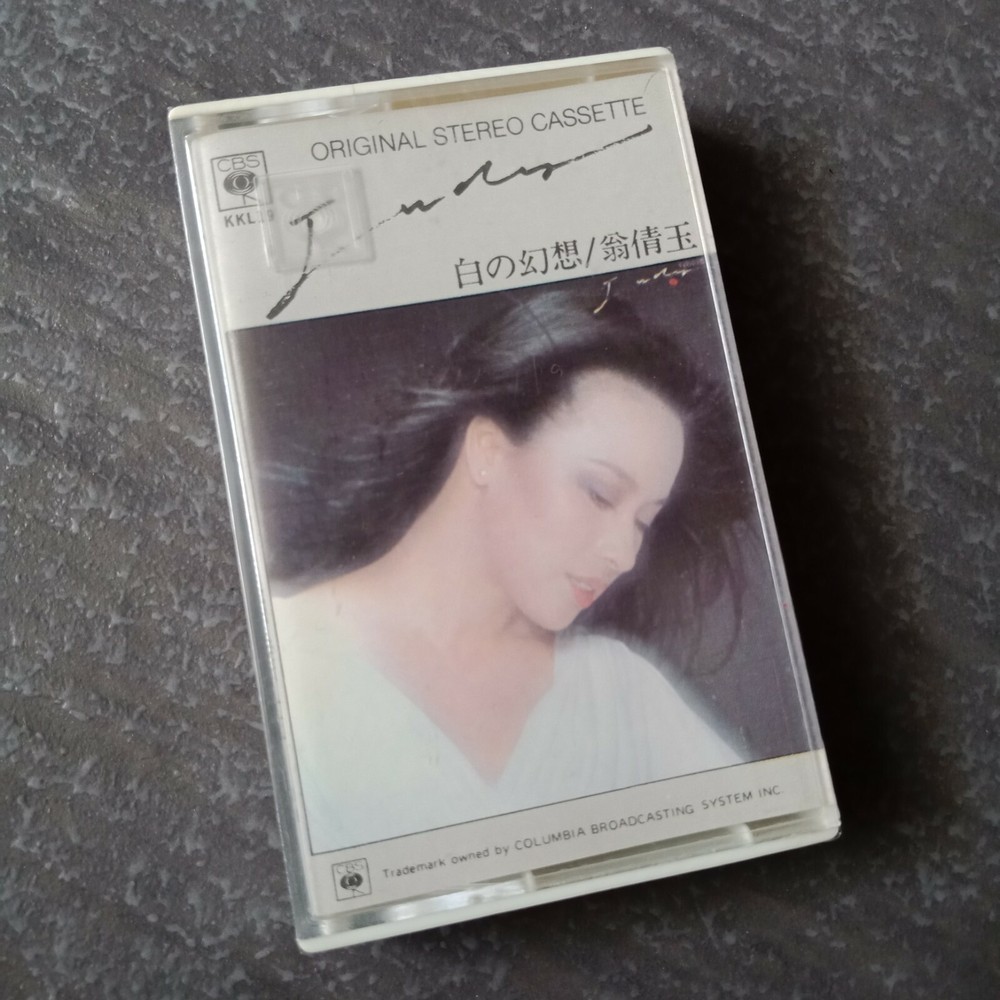 ORIGINAL STEREO CASSETTE
CBS
KKL19
Judy
白の幻想/翁倩玉
Judy
CBS
Trademark owned by COLUMBIA BROADCASTING SYSTEM INC.